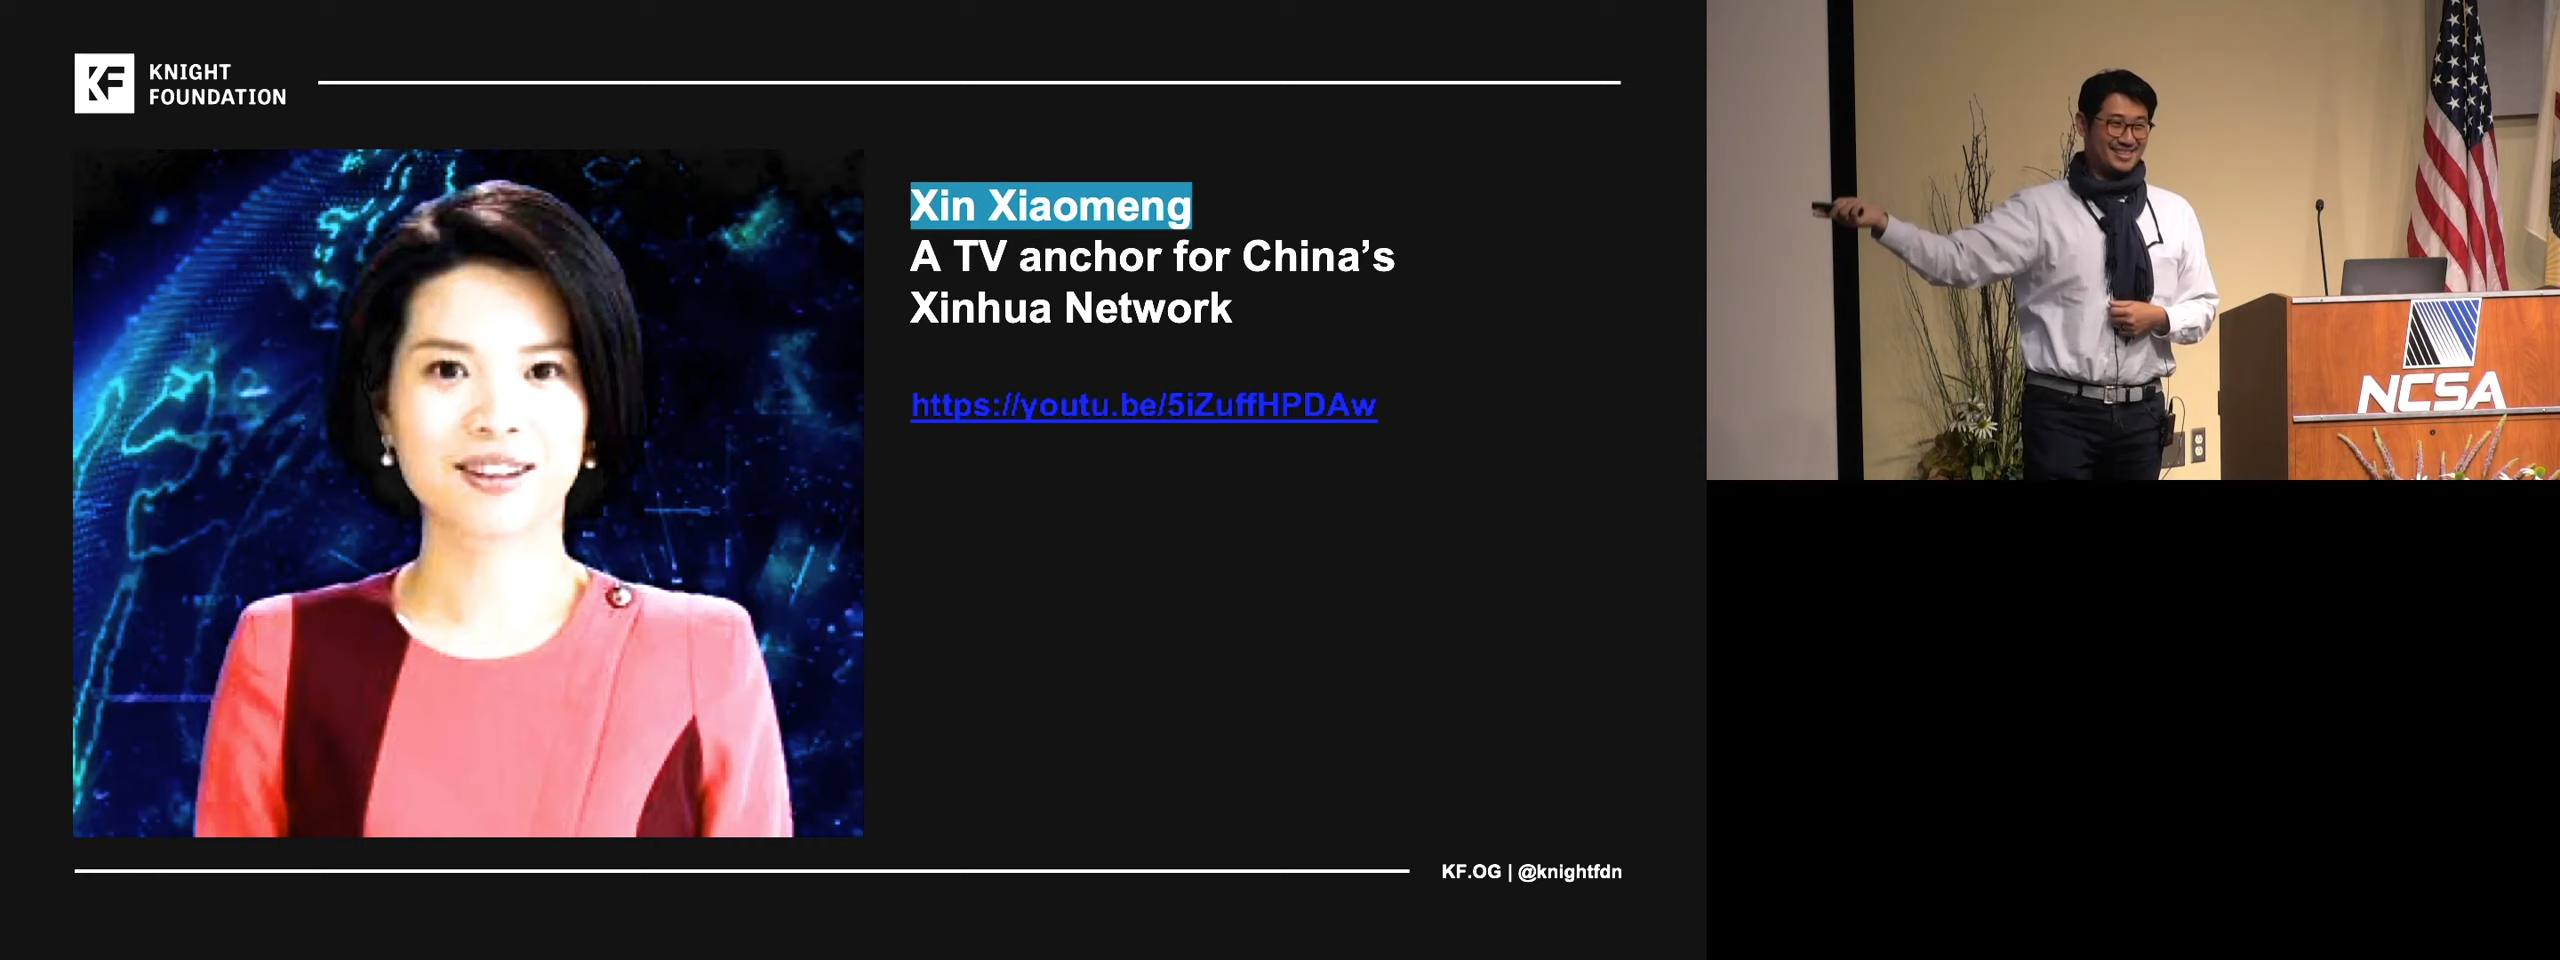 KNIGHT
FOUNDATION
Xin Xiaomeng
A TV anchor for China’s
Xinhua Network
https://youtu.be/5iZuffHPDAw
KF.OG | @knightfdn
NCSA